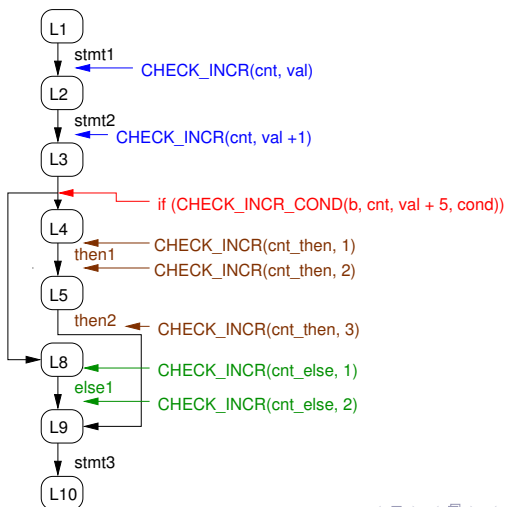 L1
stmt1
CHECK_INCR(cnt, val)
L2
stmt2
CHECK_INCR(cnt, val +1)
L3
if (CHECK_INCR_COND(b, cnt, val + 5, cond))
L4
CHECK_INCR(cnt_then, 1)
then1
CHECK_INCR(cnt_then, 2)
L5
then2
CHECK_INCR(cnt_then, 3)
L8
CHECK_INCR(cnt_else, 1)
else1
CHECK_INCR(cnt_else, 2)
L9
stmt3
L10